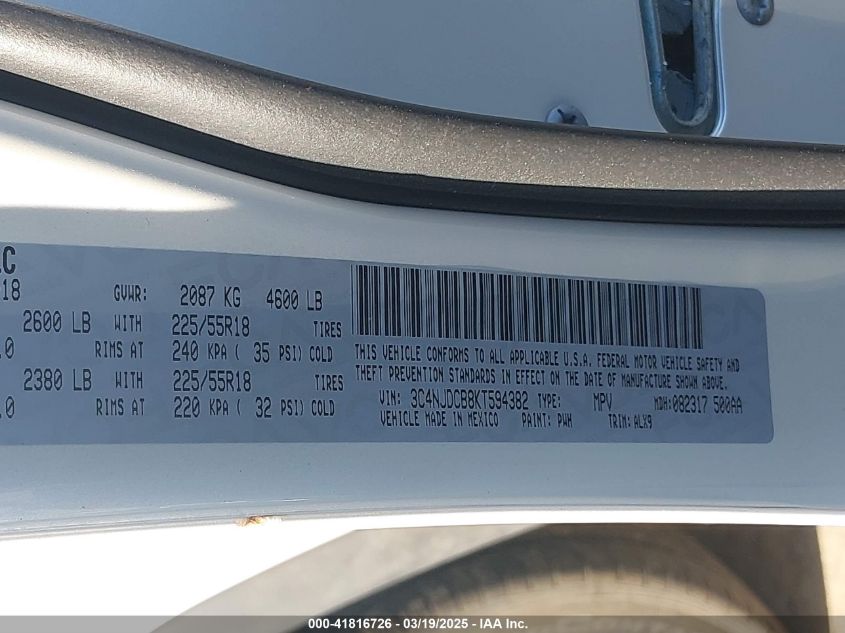 LC
18 GVWR: 2087 KG 4600 LB
2600 LB WITH 225/55R18 TIRES
.0 RIMS AT 240 KPA ( 35 PSI) COLD
2380 LB WITH 225/55R18 TIRES
.0 RIMS AT 220 KPA ( 32 PSI) COLD
THIS VEHICLE CONFORMS TO ALL APPLICABLE U.S.A. FEDERAL MOTOR VEHICLE SAFETY AND
THEFT PREVENTION STANDARDS IN EFFECT ON THE DATE OF MANUFACTURE SHOWN ABOVE.
VIN: 3C4NJDCB8KT594382 TYPE: MPV MDH: 082317 500AA
VEHICLE MADE IN MEXICO PAINT: PWH TRIM: ALX9
000-41816726 - 03/19/2025 - IAA Inc.